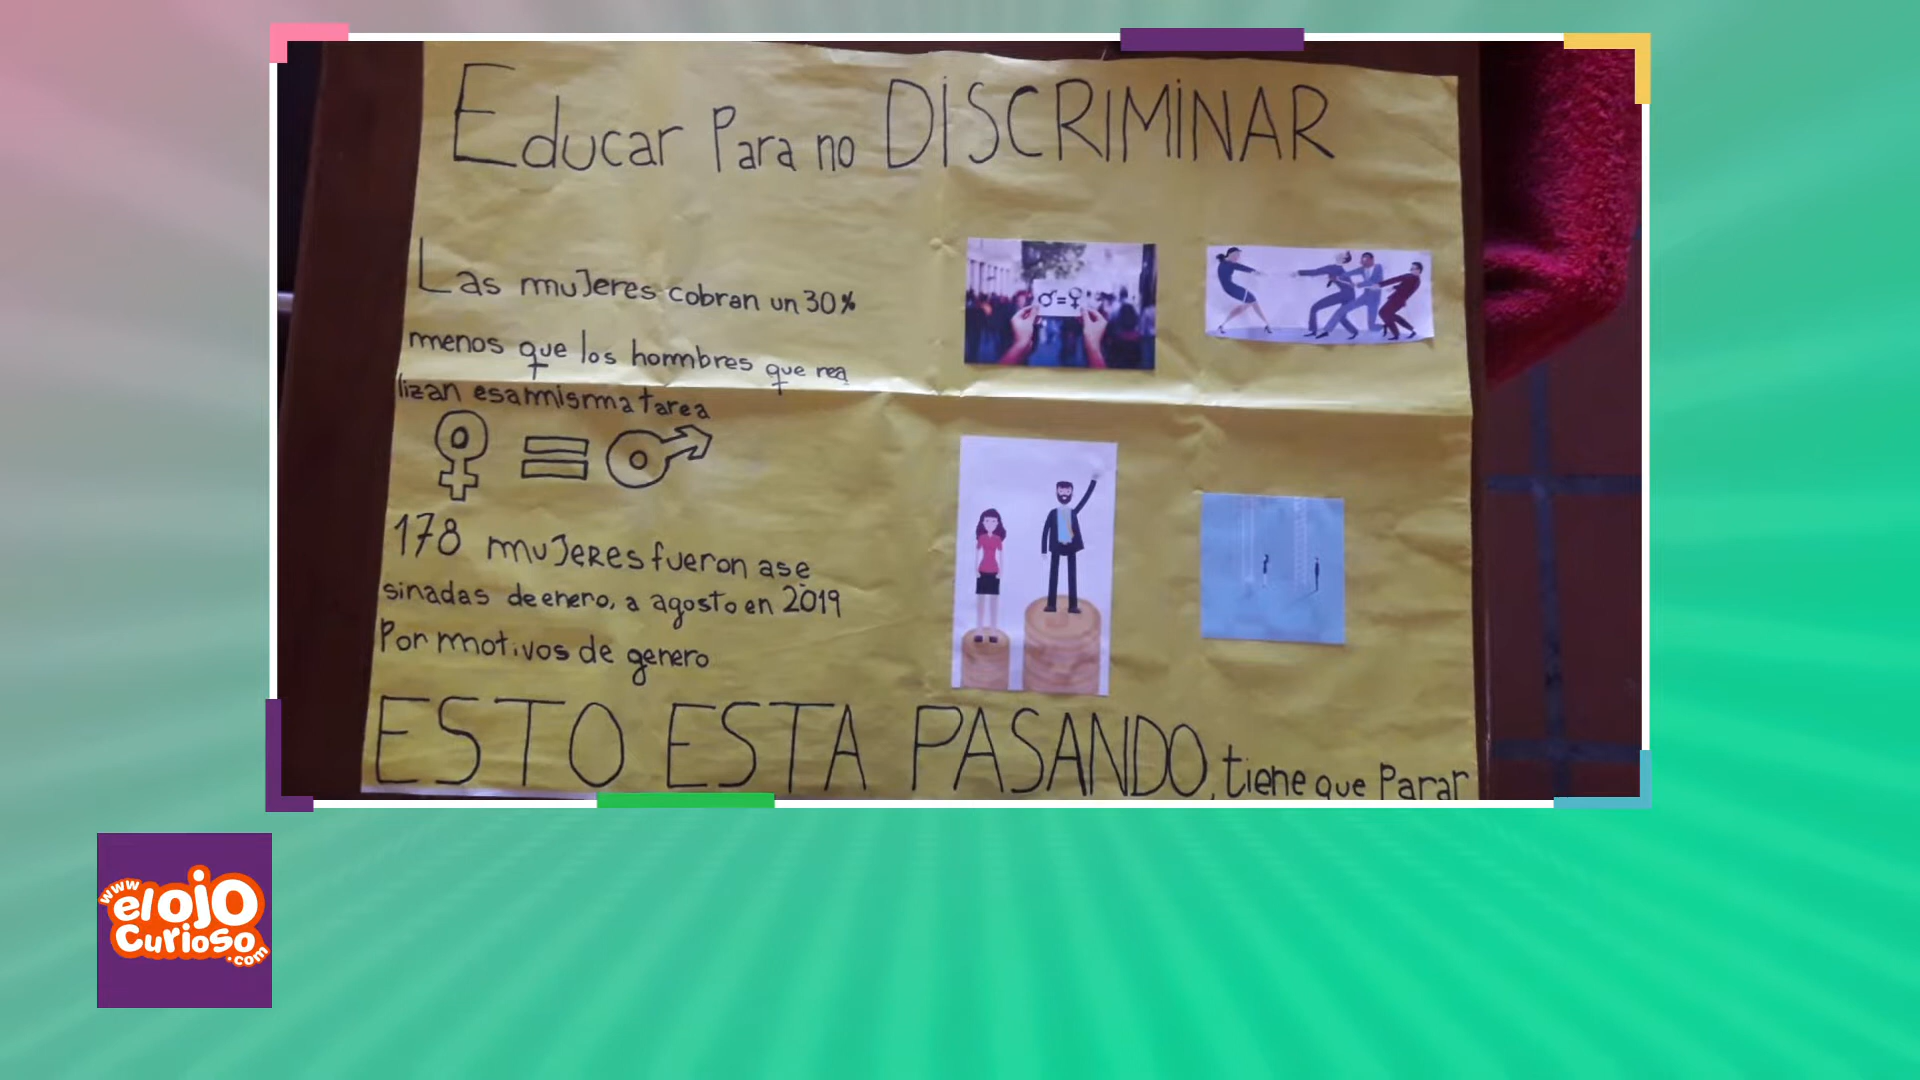 Educar Para no DISCRIMINAR
Las muJeres cobran un 30%
menos que los hombres que rea
lizan esa misma tarea
♂=♀
♀ = ♂
178 muJeRes fueron ase
sinadas de enero, a agosto en 2019
Por motivos de genero
ESTO ESTA PASANDO, tiene que Parar
www
el ojo
Curioso
.com